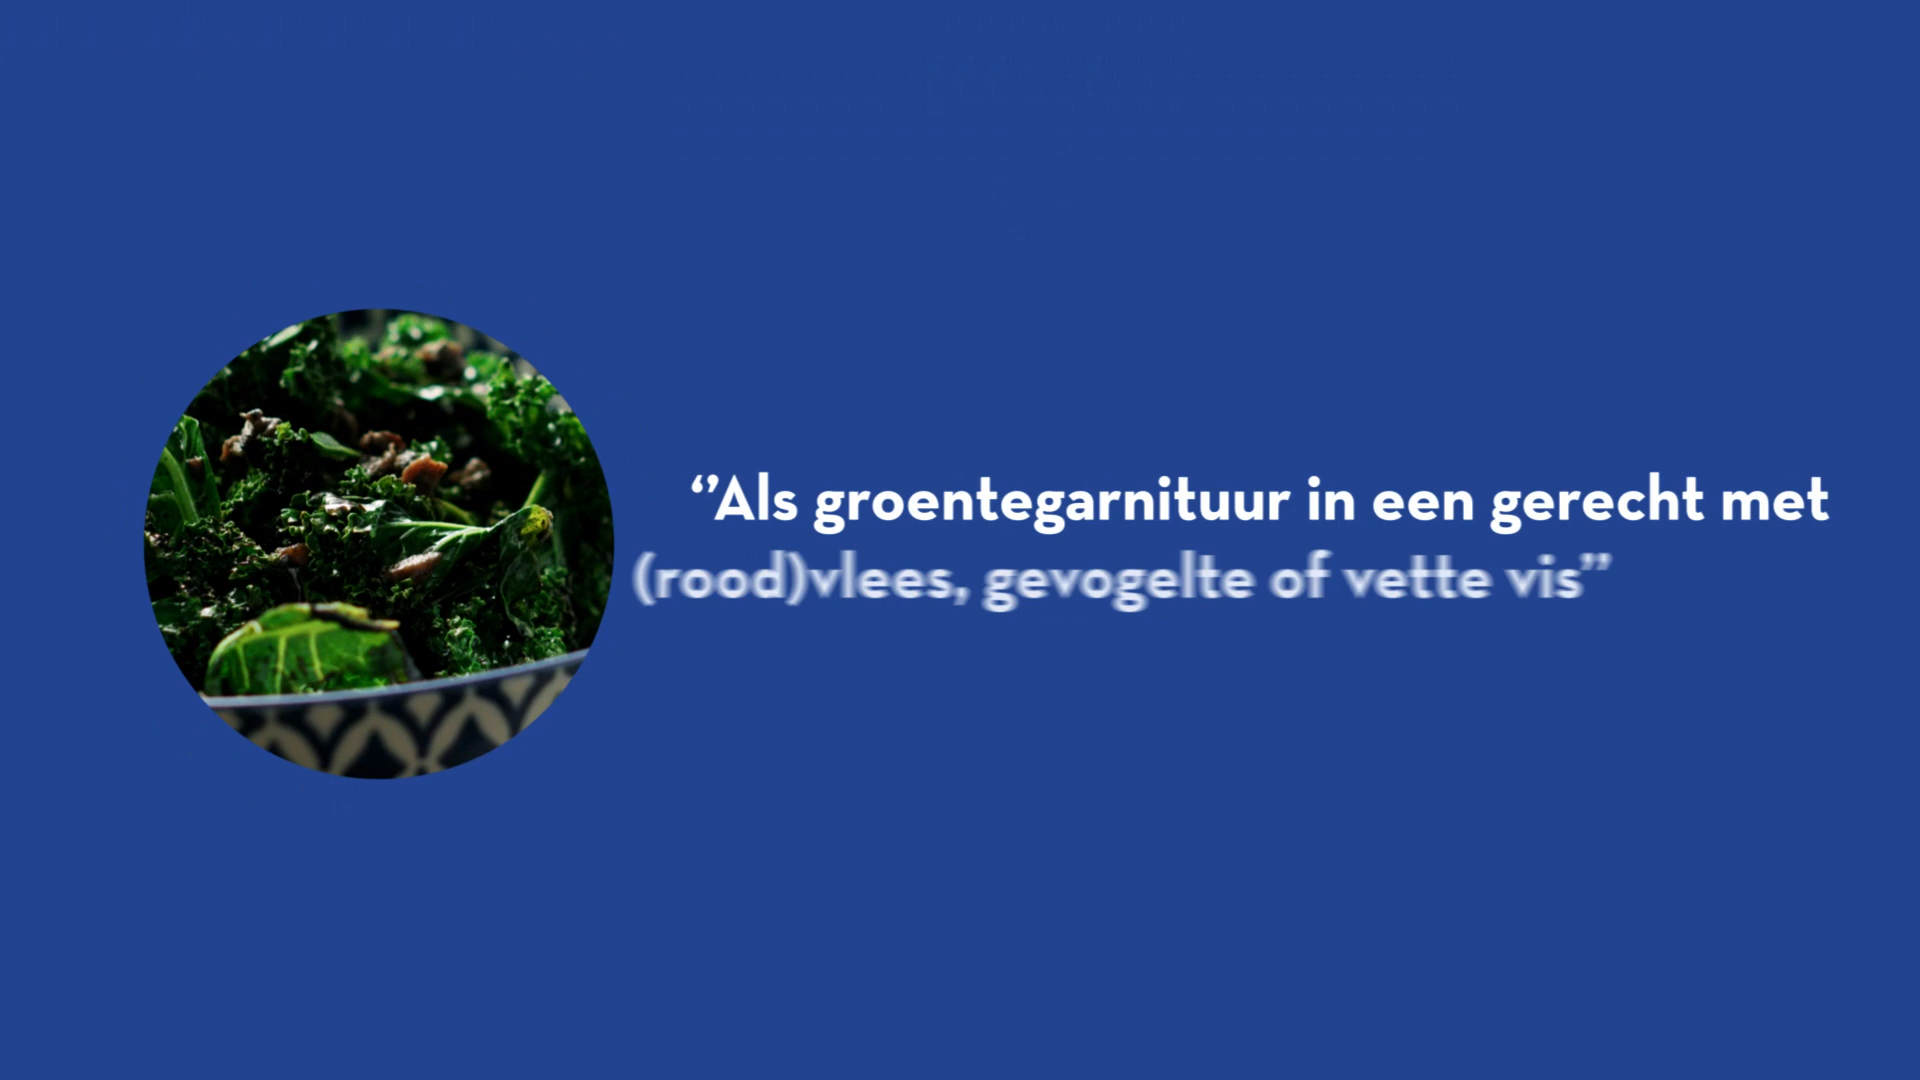 ‘’Als groentegarnituur in een gerecht met
(rood)vlees, gevogelte of vette vis’’